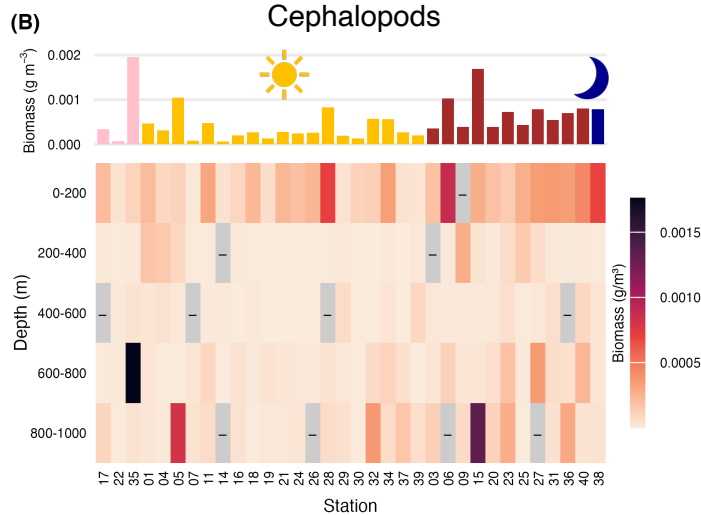 (B)
Cephalopods
Biomass (g m⁻³)
0.002
0.001
0.000
Depth (m)
0-200
200-400
400-600
600-800
800-1000
–
– –
– – – –
– – – –
17 22 35 01 04 05 07 11 14 16 18 19 21 24 26 28 29 30 32 34 37 39 03 06 09 15 20 23 25 27 31 36 40 38
Station
Biomass (g/m³)
0.0015
0.0010
0.0005